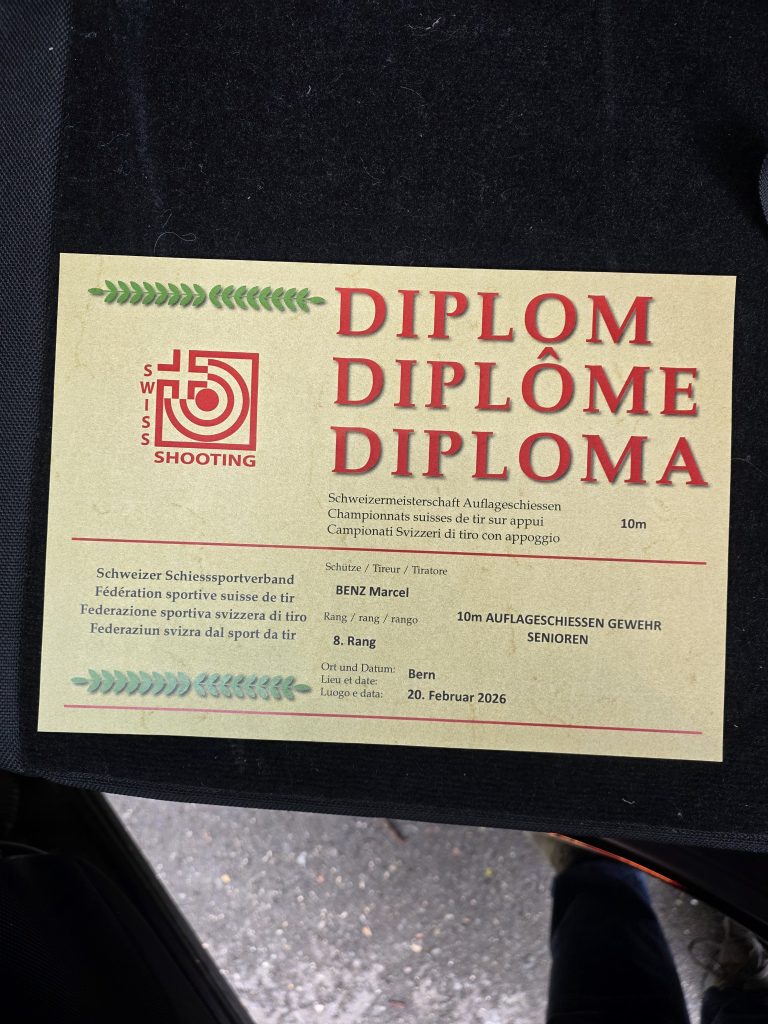 DIPLOM
DIPLÔME
DIPLOMA
SWISS
SHOOTING
Schweizermeisterschaft Auflageschiessen
Championnats suisses de tir sur appui
Campionati Svizzeri di tiro con appoggio
10m
Schweizer Schiesssportverband
Fédération sportive suisse de tir
Federazione sportiva svizzera di tiro
Federaziun svizra dal sport da tir
Schütze / Tireur / Tiratore
BENZ Marcel
Rang / rang / rango
8. Rang
10m AUFLAGESCHIESSEN GEWEHR
SENIOREN
Ort und Datum:
Lieu et date:
Luogo e data:
Bern
20. Februar 2026